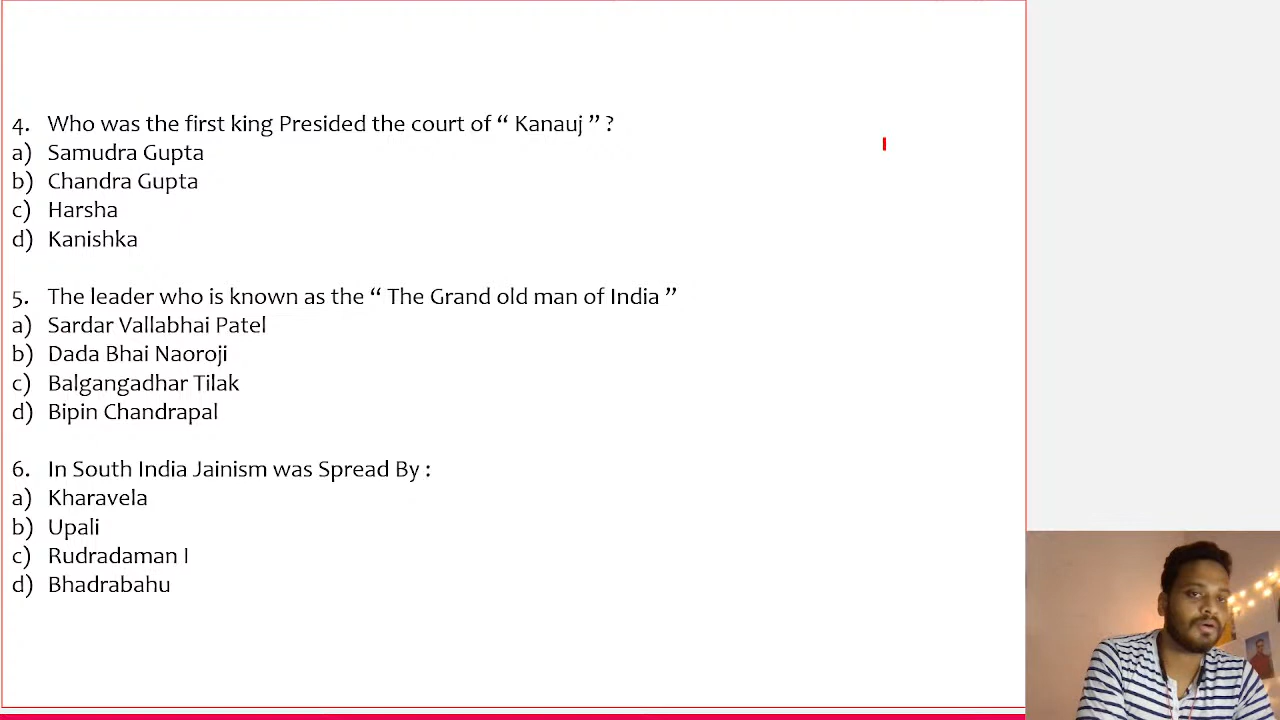 4. Who was the first king Presided the court of “ Kanauj ” ?
a) Samudra Gupta
b) Chandra Gupta
c) Harsha
d) Kanishka
5. The leader who is known as the “ The Grand old man of India ”
a) Sardar Vallabhai Patel
b) Dada Bhai Naoroji
c) Balgangadhar Tilak
d) Bipin Chandrapal
6. In South India Jainism was Spread By :
a) Kharavela
b) Upali
c) Rudradaman I
d) Bhadrabahu